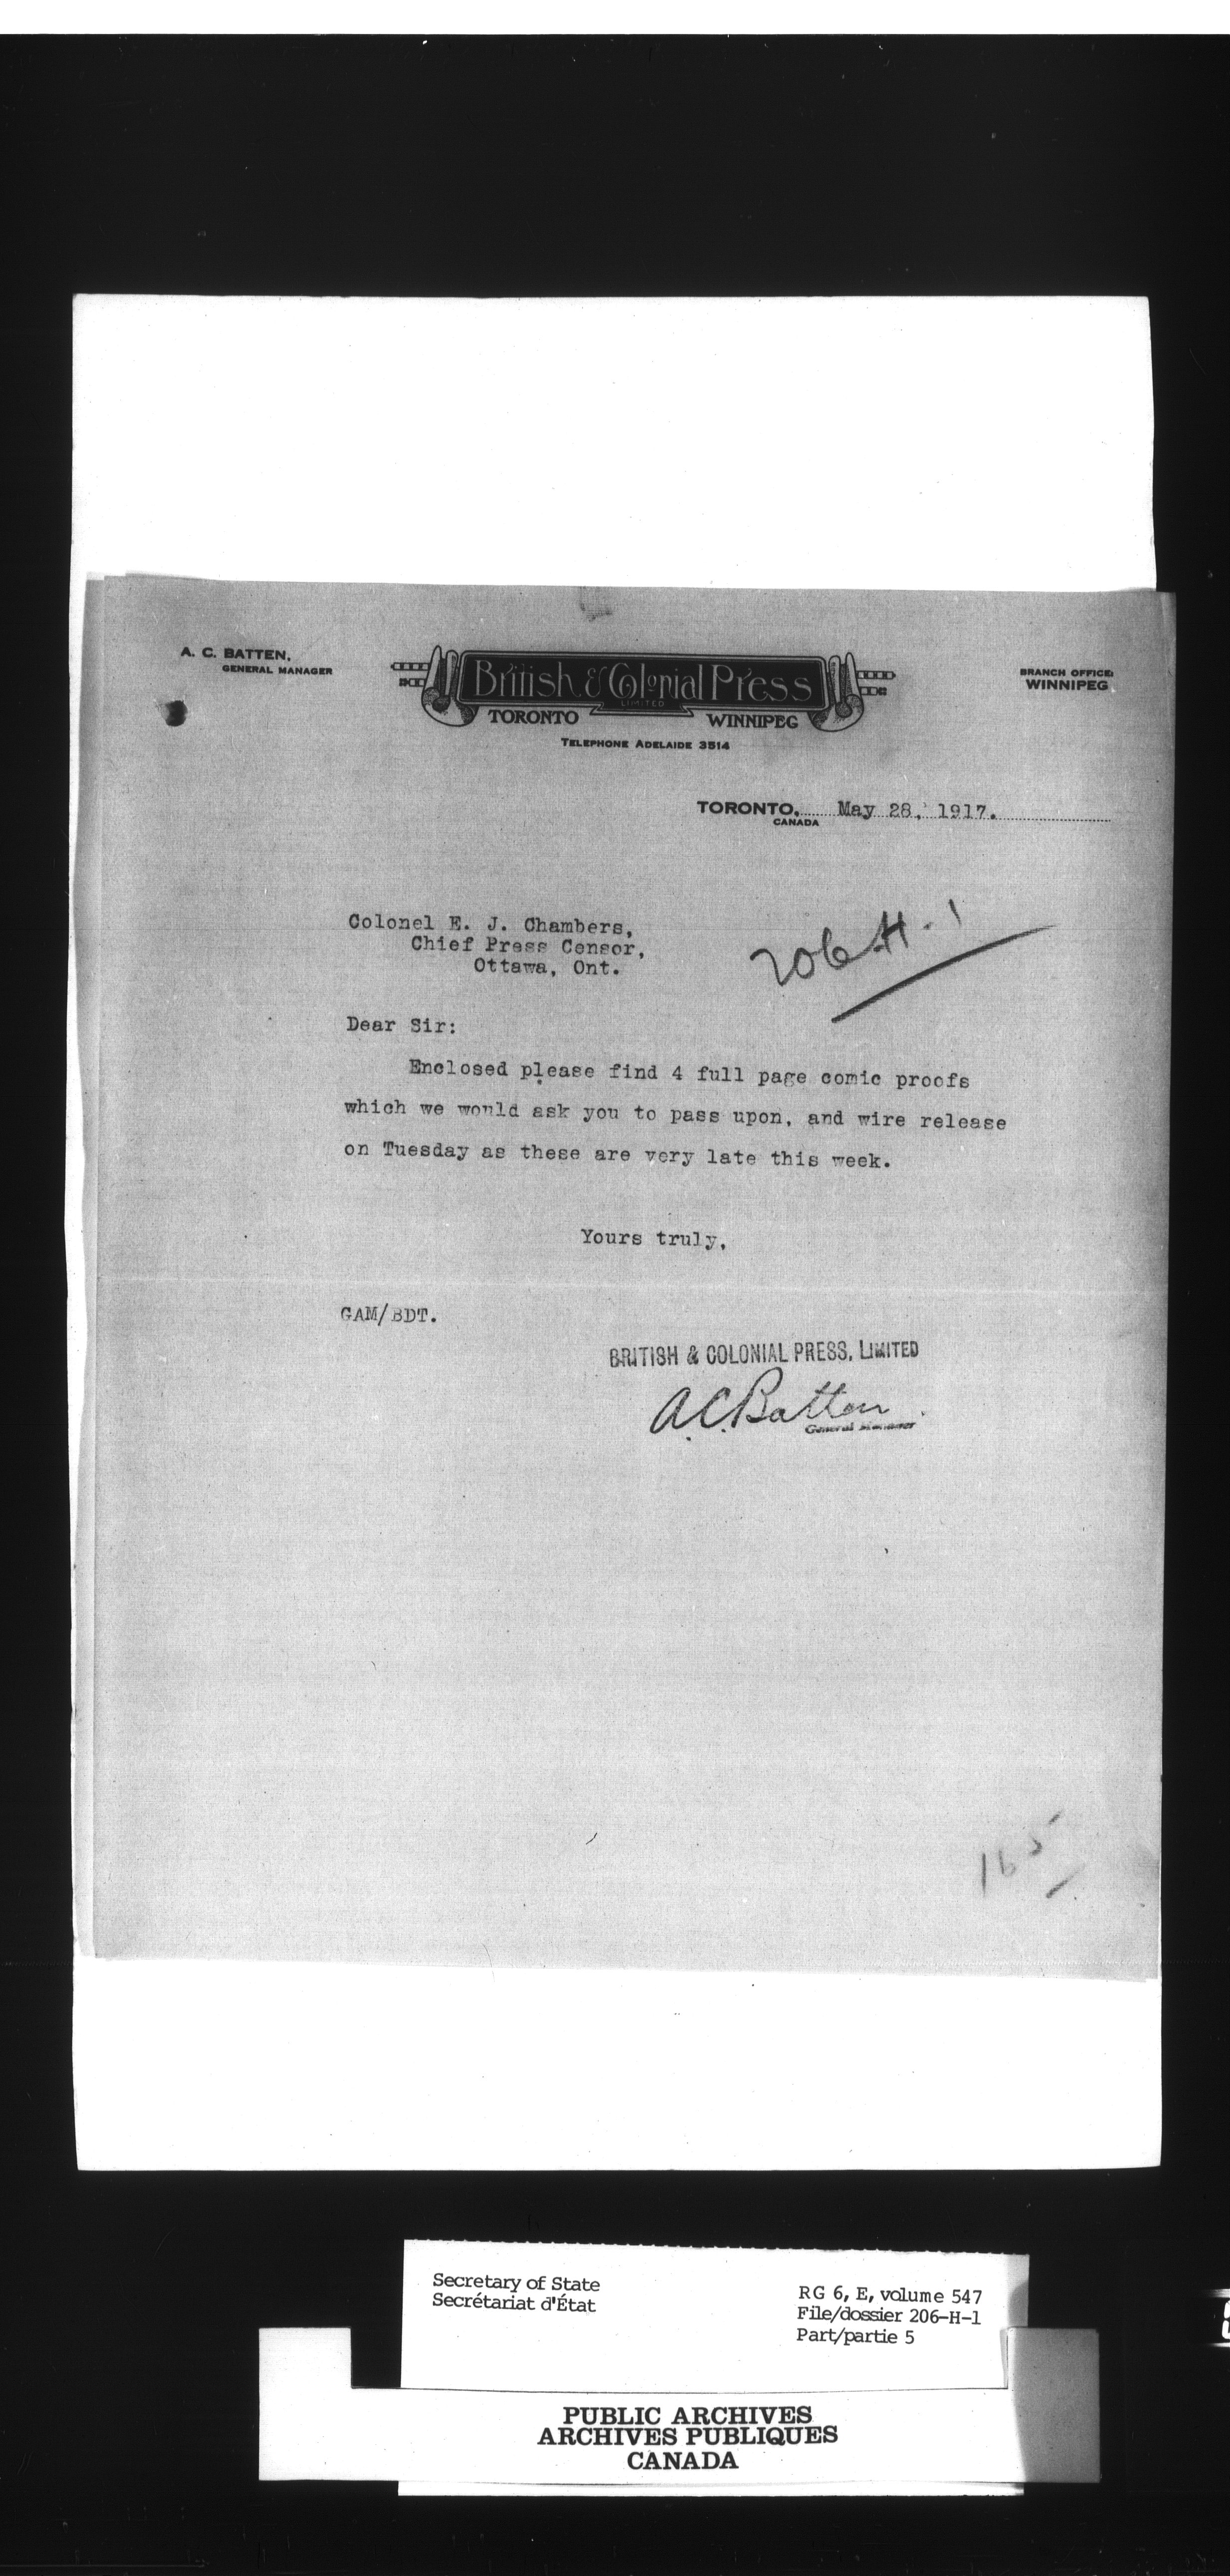 A. C. BATTEN,
GENERAL MANAGER
British & Colonial Press
LIMITED
TORONTO WINNIPEG
TELEPHONE ADELAIDE 3514
BRANCH OFFICE:
WINNIPEG
TORONTO, May 28, 1917.
CANADA
206-H-1
Colonel E. J. Chambers,
Chief Press Censor,
Ottawa, Ont.
Dear Sir:
Enclosed please find 4 full page comic proofs
which we would ask you to pass upon, and wire release
on Tuesday as these are very late this week.
Yours truly,
GAM/BDT.
BRITISH & COLONIAL PRESS, LIMITED
A.C. Batten
General Manager
165
Secretary of State
Secrétariat d'État
RG 6, E, volume 547
File/dossier 206-H-1
Part/partie 5
PUBLIC ARCHIVES
ARCHIVES PUBLIQUES
CANADA